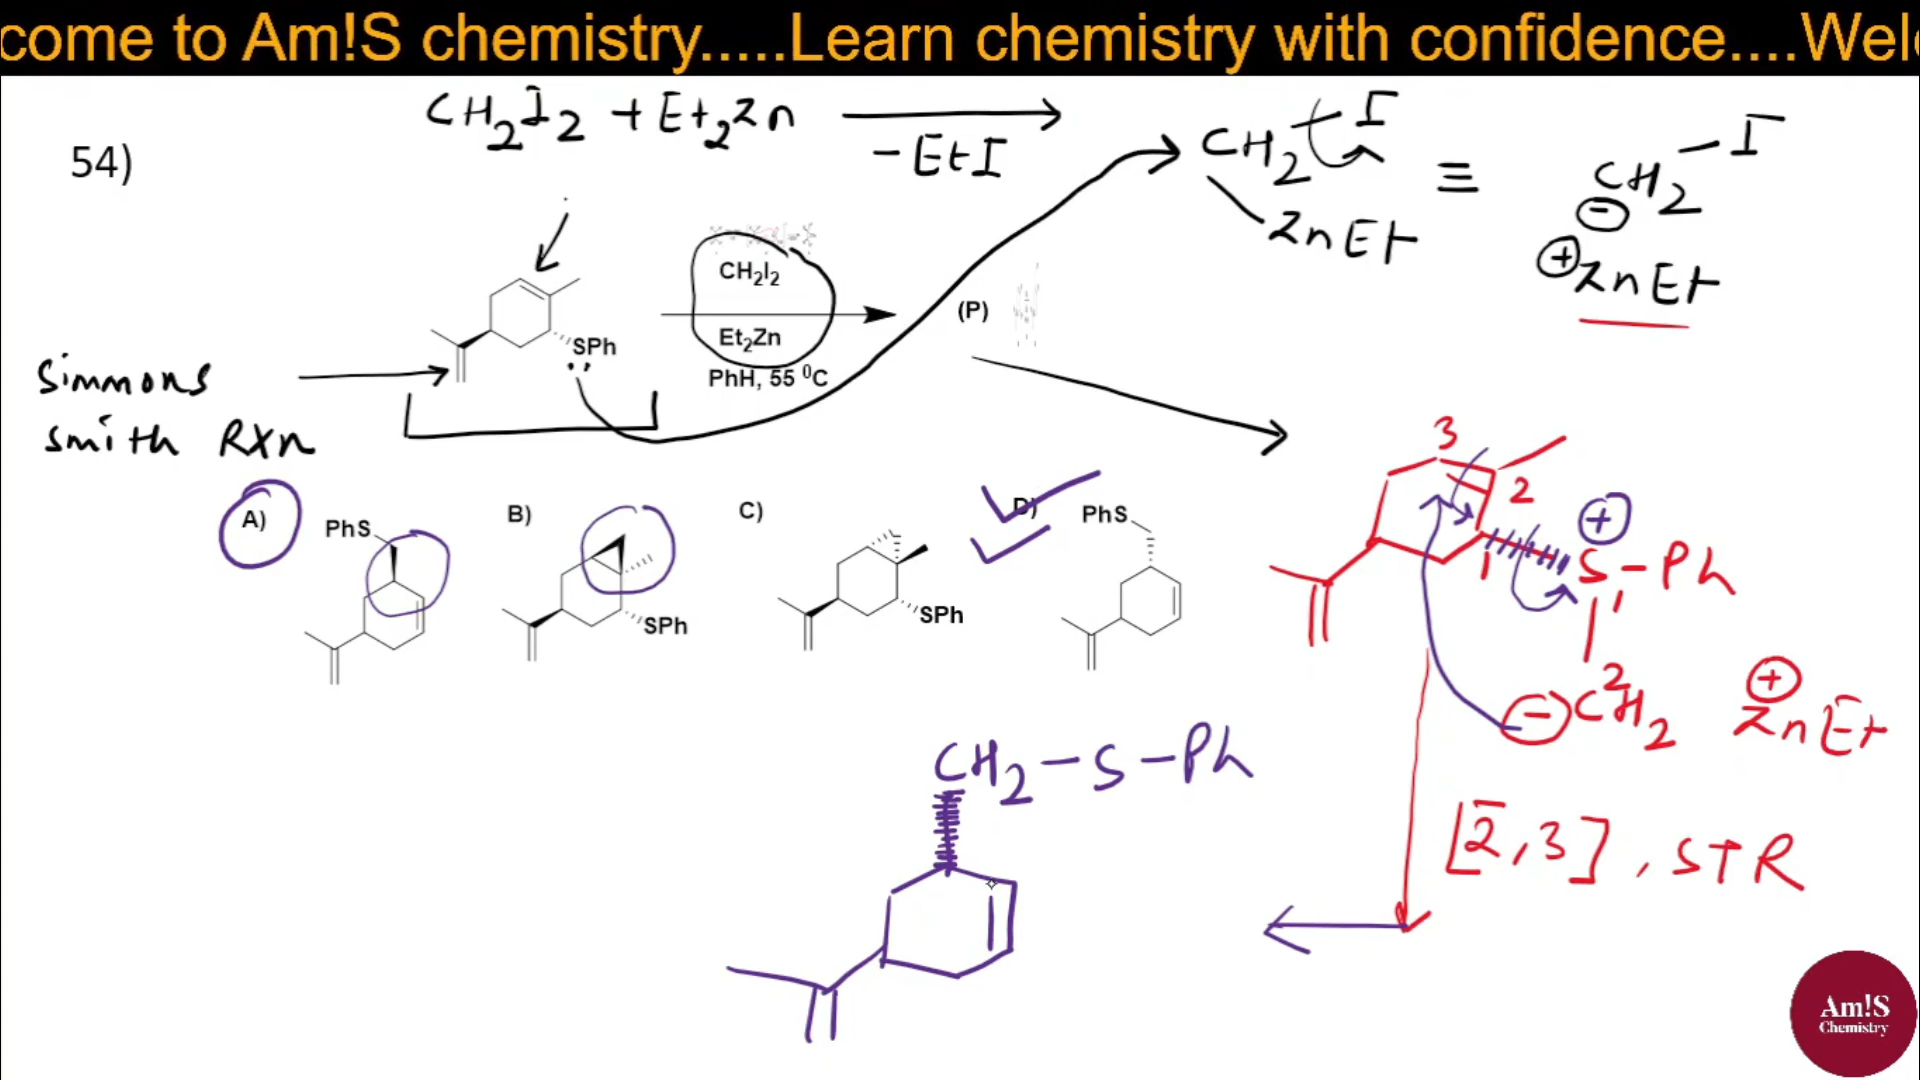 come to Am!S chemistry.....Learn chemistry with confidence....Welc
CH2I2 + Et2Zn
- EtI
CH2 I
ZnEt
≡
CH2 - I
⊖
⊕ZnEt
54)
CH2I2
Et2Zn
PhH, 55 ⁰C
(P)
SPh
Simmons
smith RXn
A)
PhS
B)
SPh
C)
SPh
D)
PhS
3
2
1
⊕
S - Ph
2
⊖CH2
⊕
ZnEt
[2,3], STR
CH2 - S - Ph
Am!S
Chemistry